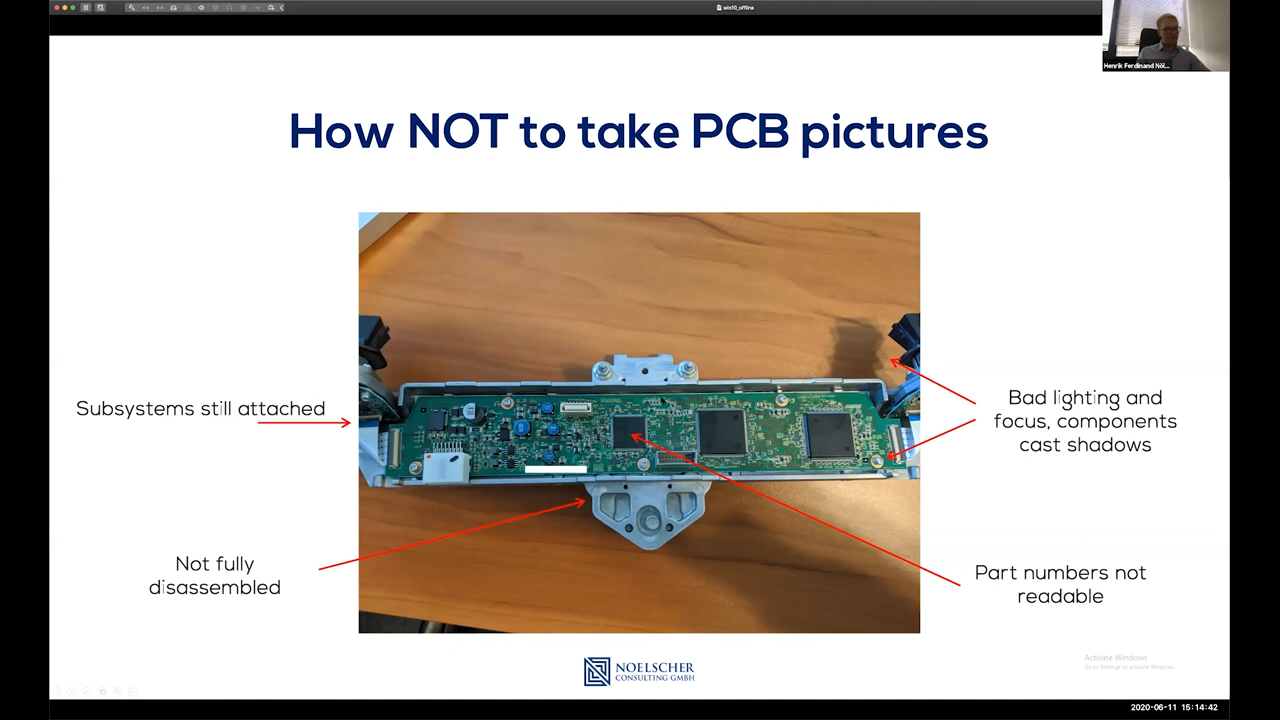 win10_offline
Henrik Ferdinand Nöl...
How NOT to take PCB pictures
Subsystems still attached
Bad lighting and
focus, components
cast shadows
Not fully
disassembled
Part numbers not
readable
NOELSCHER
CONSULTING GMBH
Activate Windows
Go to Settings to activate Windows.
2020-06-11 15:14:42